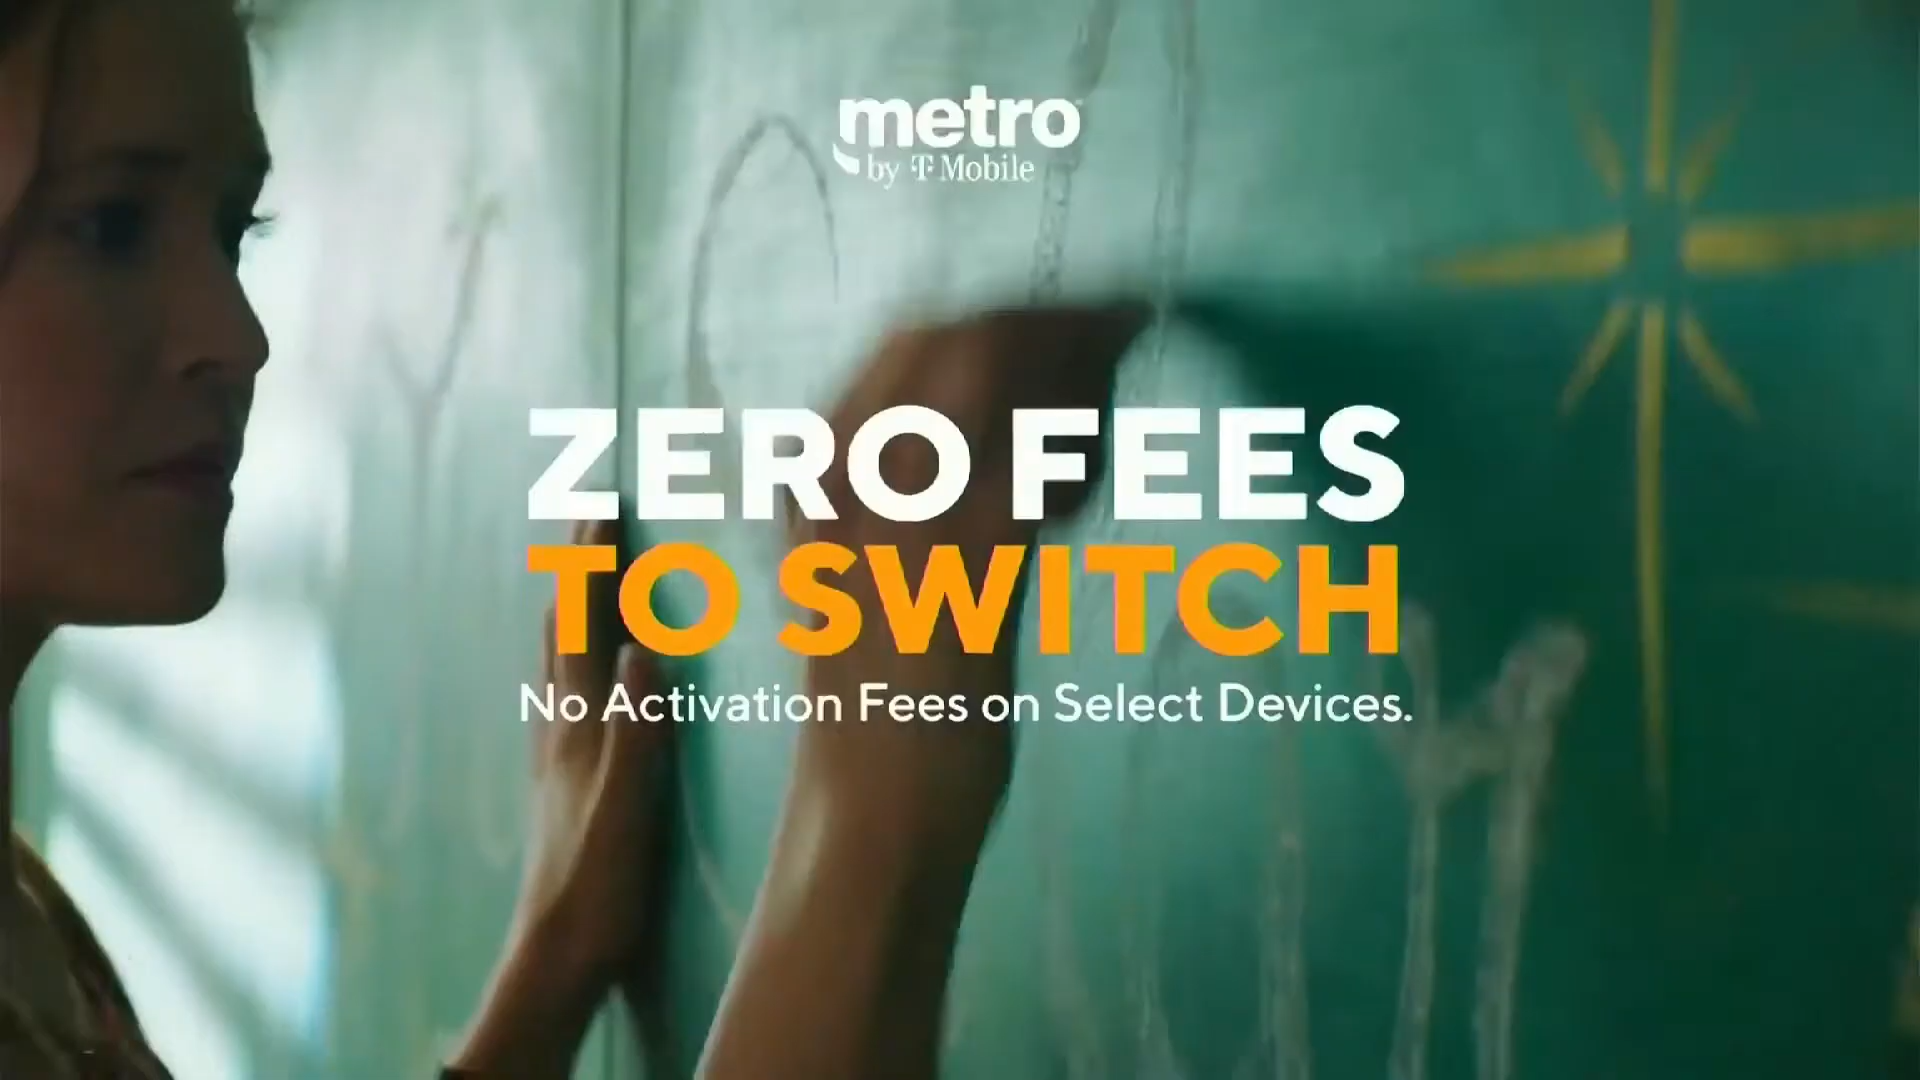 metro
by T Mobile
ZERO FEES
TO SWITCH
No Activation Fees on Select Devices.